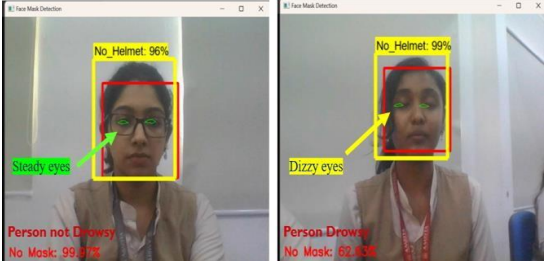 Face Mask Detection
No_Helmet: 96%
Steady eyes
Person not Drowsy
No Mask: 99.97%
Face Mask Detection
No_Helmet: 99%
Dizzy eyes
Person Drowsy
No Mask: 62.63%